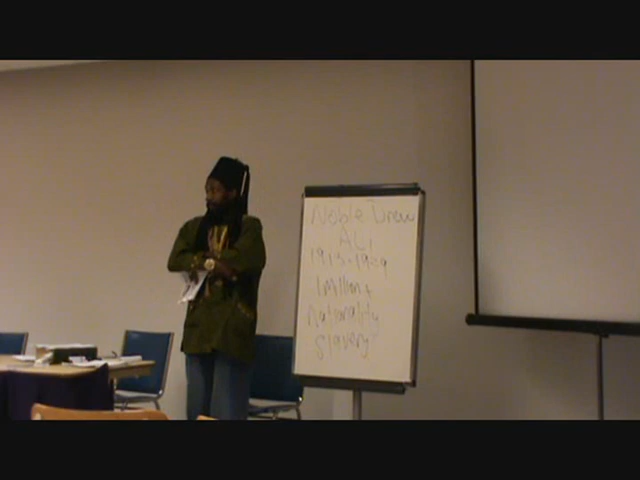 Noble Drew
ALI
1913-1929
1 million +
Nationality
Slavery